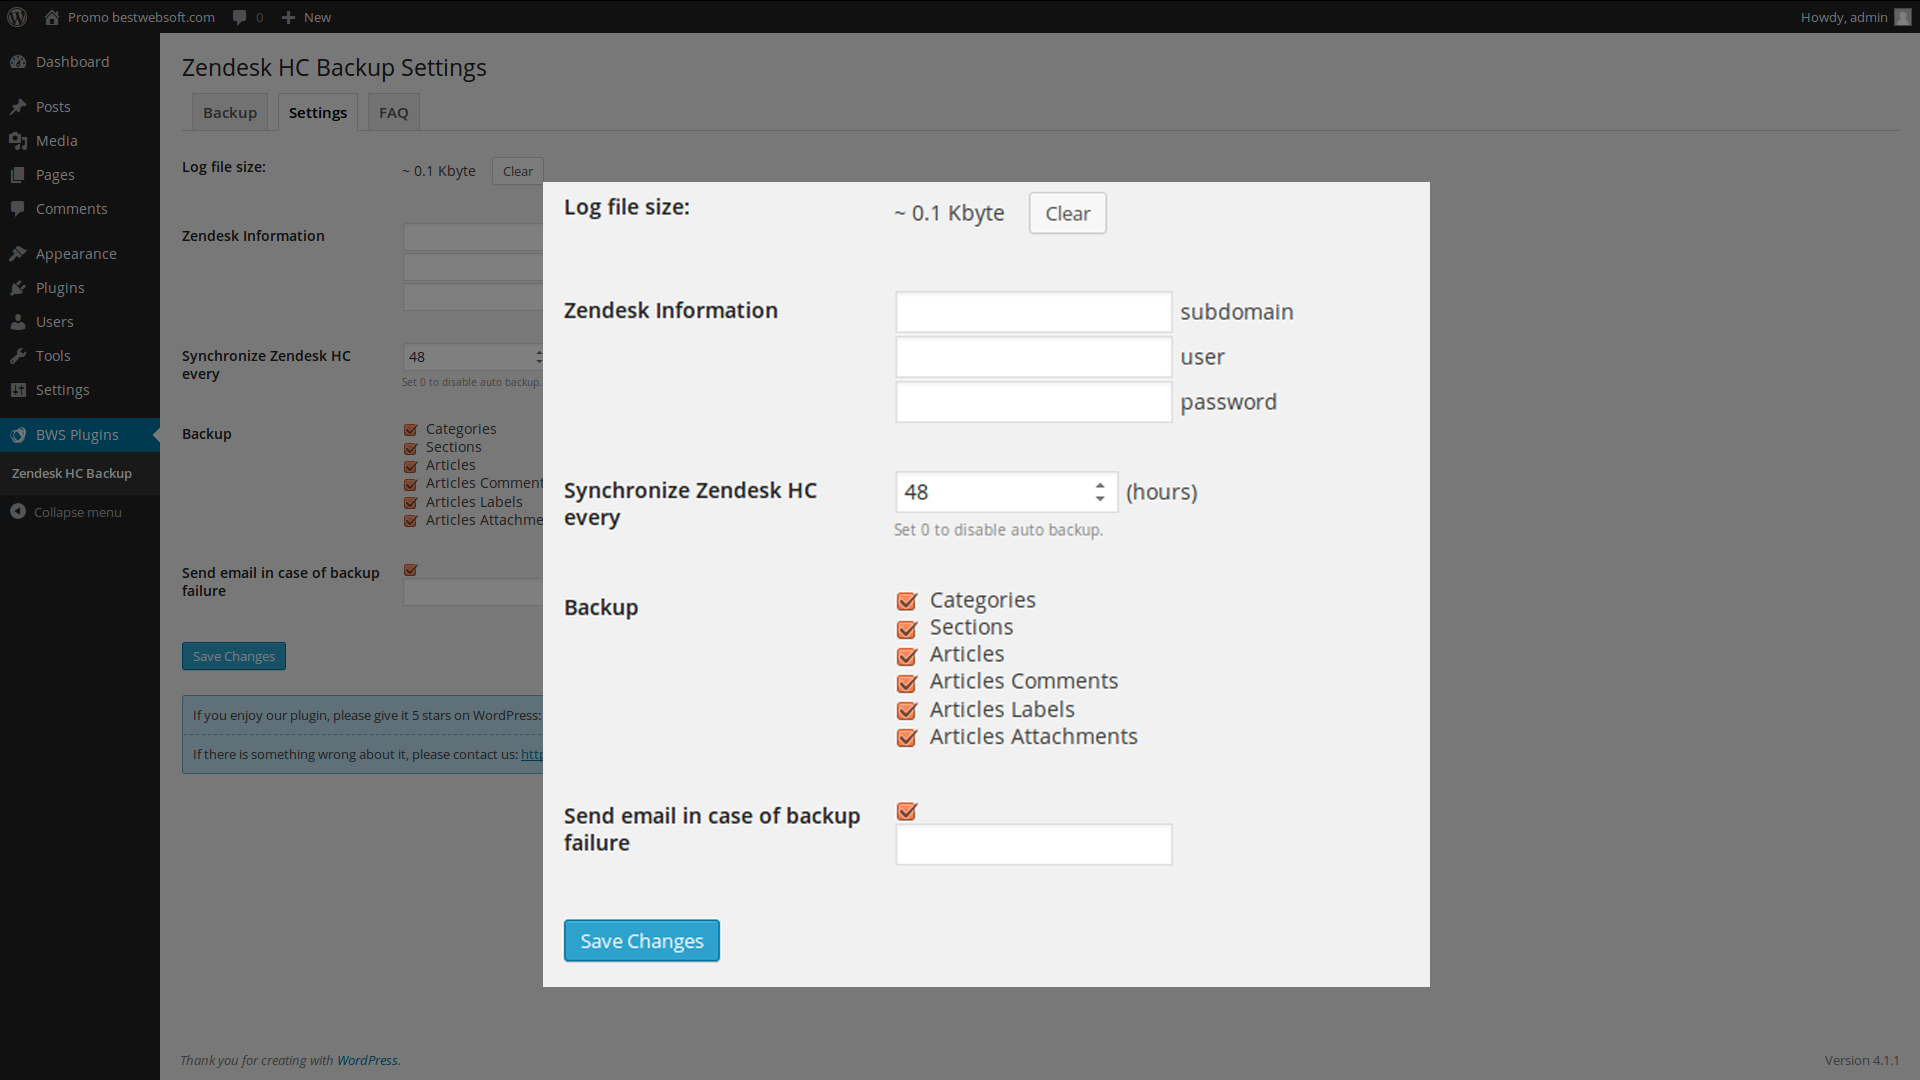 Promo bestwebsoft.com 0 New Howdy, admin
Dashboard
Posts
Media
Pages
Comments
Appearance
Plugins
Users
Tools
Settings
BWS Plugins
Zendesk HC Backup
Collapse menu
Zendesk HC Backup Settings
Backup Settings FAQ
Log file size: ~ 0.1 Kbyte Clear
Zendesk Information
Synchronize Zendesk HC
every
48
Set 0 to disable auto backup.
Backup
Categories
Sections
Articles
Articles Comment
Articles Labels
Articles Attachme
Send email in case of backup
failure
Save Changes
If you enjoy our plugin, please give it 5 stars on WordPress:
If there is something wrong about it, please contact us: http
Log file size: ~ 0.1 Kbyte Clear
Zendesk Information
subdomain
user
password
Synchronize Zendesk HC
every
48 (hours)
Set 0 to disable auto backup.
Backup
Categories
Sections
Articles
Articles Comments
Articles Labels
Articles Attachments
Send email in case of backup
failure
Save Changes
Thank you for creating with WordPress. Version 4.1.1